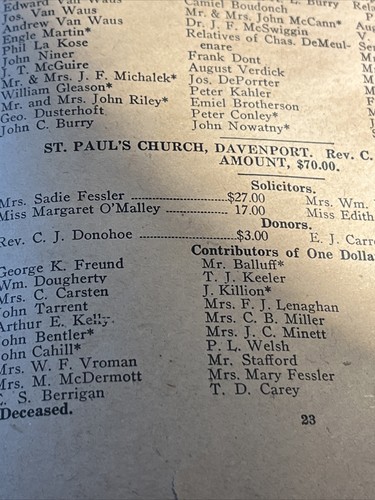 Edward Van Waus
Jos. Van Waus
Andrew Van Waus
Engle Martin*
Phil La Kose
John Niner
J. T. McGuire
Mr. & Mrs. J. F. Michalek*
William Gleason*
Mr. and Mrs. John Riley*
Geo. Dusterhoft
John C. Burry
L. Burry
Camiel Boudonch
Mr. & Mrs. John McCann*
Dr. J. F. McSwiggin
Relatives of Chas. DeMeul-
enare
Frank Dont
August Verdick
Jos. DePorrter
Peter Kahler
Emiel Brotherson
Peter Conley*
John Nowatny*
ST. PAUL'S CHURCH, DAVENPORT. Rev. C.
AMOUNT, $70.00.
Solicitors.
Mrs. Sadie Fessler $27.00 Mrs. Wm.
Miss Margaret O'Malley 17.00 Miss Edith
Donors.
Rev. C. J. Donohoe $3.00 E. J.
Contributors of One
George K. Freund
Wm. Dougherty
Mrs. C. Carsten
John Tarrent
Arthur E. Kelly
John Bentler*
John Cahill*
Mrs. W. F. Vroman
Mrs. M. McDermott
S. Berrigan
Deceased.
Mr. Balluff*
T. J. Keeler
J. Killion*
Mrs. F. J. Lenaghan
Mrs. C. B. Miller
Mrs. J. C. Minett
P. L. Welsh
Mr. Stafford
Mrs. Mary Fessler
T. D. Carey
23